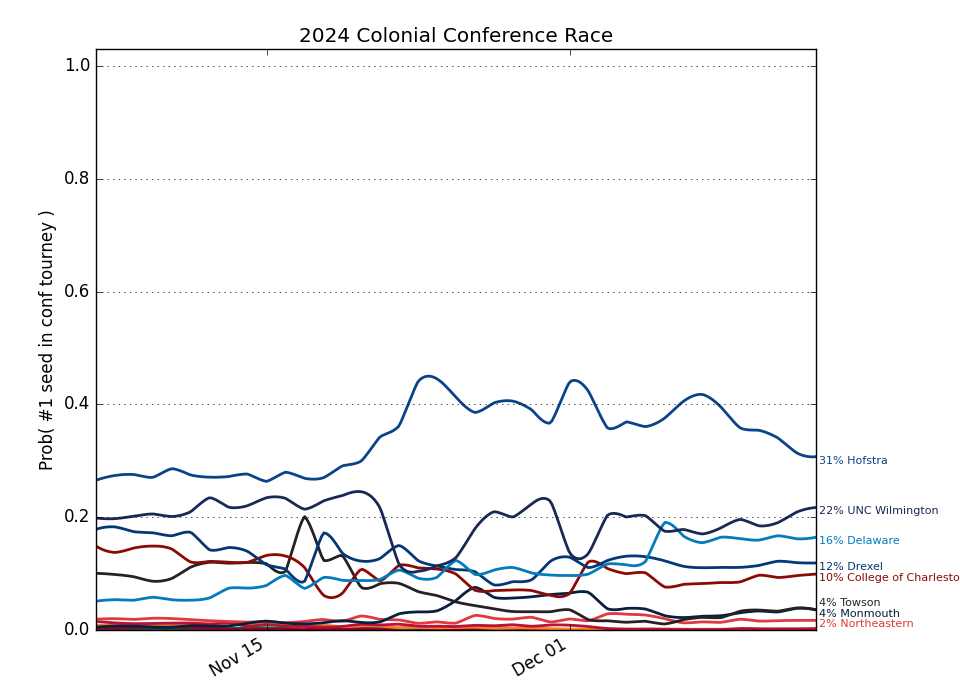 2024 Colonial Conference Race
Prob( #1 seed in conf tourney )
1.0
0.8
0.6
0.4
0.2
0.0
Nov 15
Dec 01
31% Hofstra
22% UNC Wilmington
16% Delaware
12% Drexel
10% College of Charlesto
4% Towson
4% Monmouth
2% Northeastern